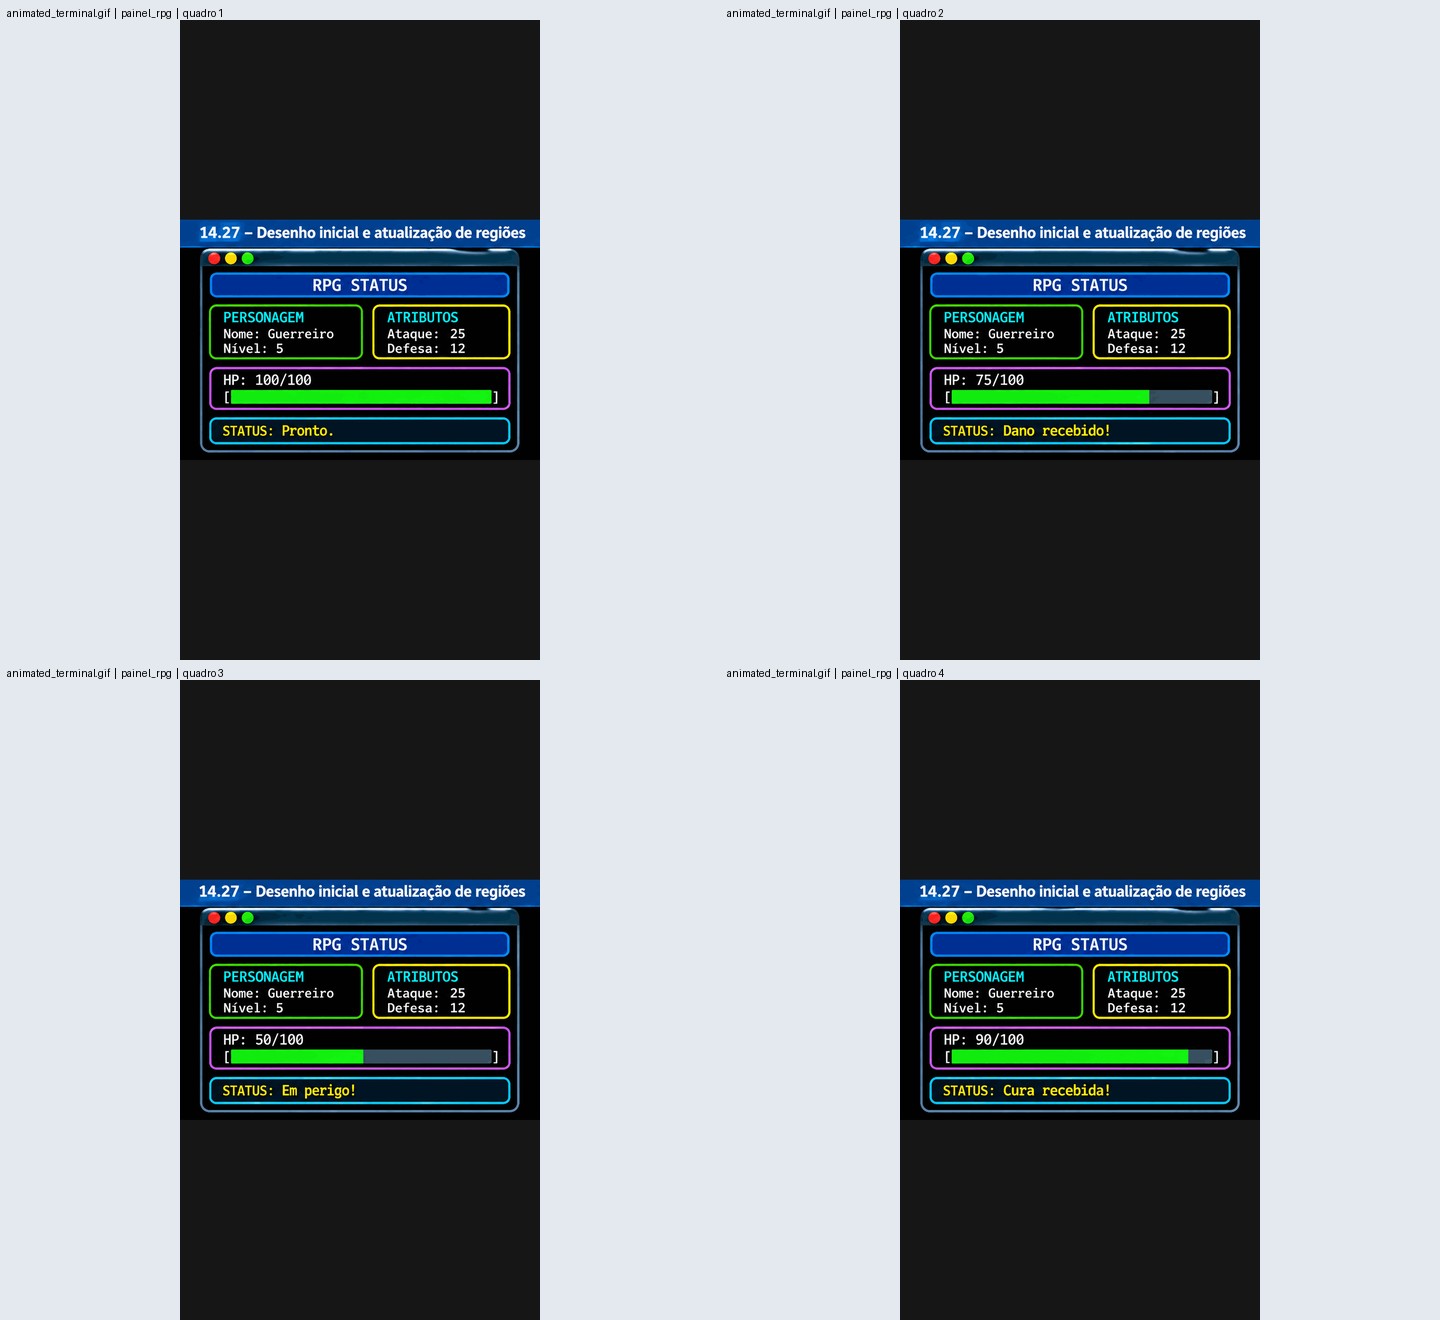 animated_terminal.gif | painel_rpg | quadro 1
14.27 – Desenho inicial e atualização de regiões
RPG STATUS
PERSONAGEM
Nome: Guerreiro
Nível: 5
ATRIBUTOS
Ataque: 25
Defesa: 12
HP: 100/100
[ ]
STATUS: Pronto.
animated_terminal.gif | painel_rpg | quadro 2
14.27 – Desenho inicial e atualização de regiões
RPG STATUS
PERSONAGEM
Nome: Guerreiro
Nível: 5
ATRIBUTOS
Ataque: 25
Defesa: 12
HP: 75/100
[ ]
STATUS: Dano recebido!
animated_terminal.gif | painel_rpg | quadro 3
14.27 – Desenho inicial e atualização de regiões
RPG STATUS
PERSONAGEM
Nome: Guerreiro
Nível: 5
ATRIBUTOS
Ataque: 25
Defesa: 12
HP: 50/100
[ ]
STATUS: Em perigo!
animated_terminal.gif | painel_rpg | quadro 4
14.27 – Desenho inicial e atualização de regiões
RPG STATUS
PERSONAGEM
Nome: Guerreiro
Nível: 5
ATRIBUTOS
Ataque: 25
Defesa: 12
HP: 90/100
[ ]
STATUS: Cura recebida!